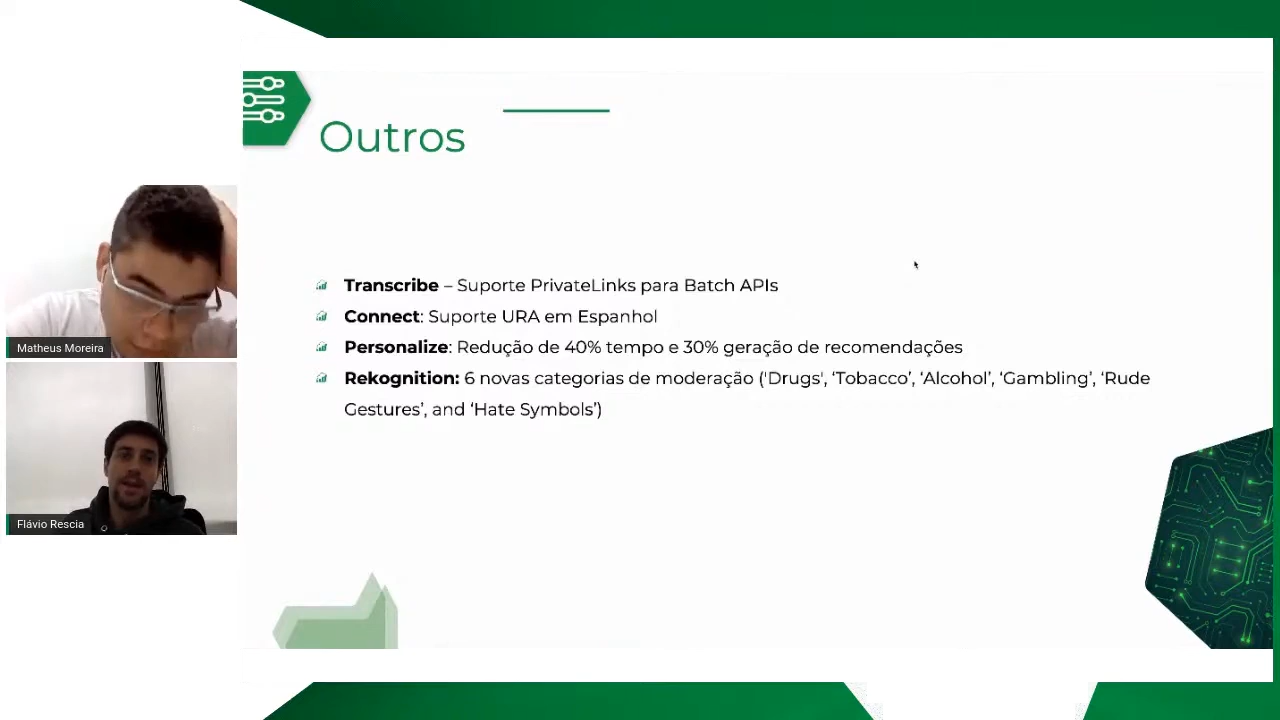 Outros
Transcribe – Suporte PrivateLinks para Batch APIs
Connect: Suporte URA em Espanhol
Personalize: Redução de 40% tempo e 30% geração de recomendações
Rekognition: 6 novas categorias de moderação ('Drugs', ‘Tobacco’, ‘Alcohol’, ‘Gambling’, ‘Rude
Gestures’, and ‘Hate Symbols’)
Matheus Moreira
Flávio Rescia